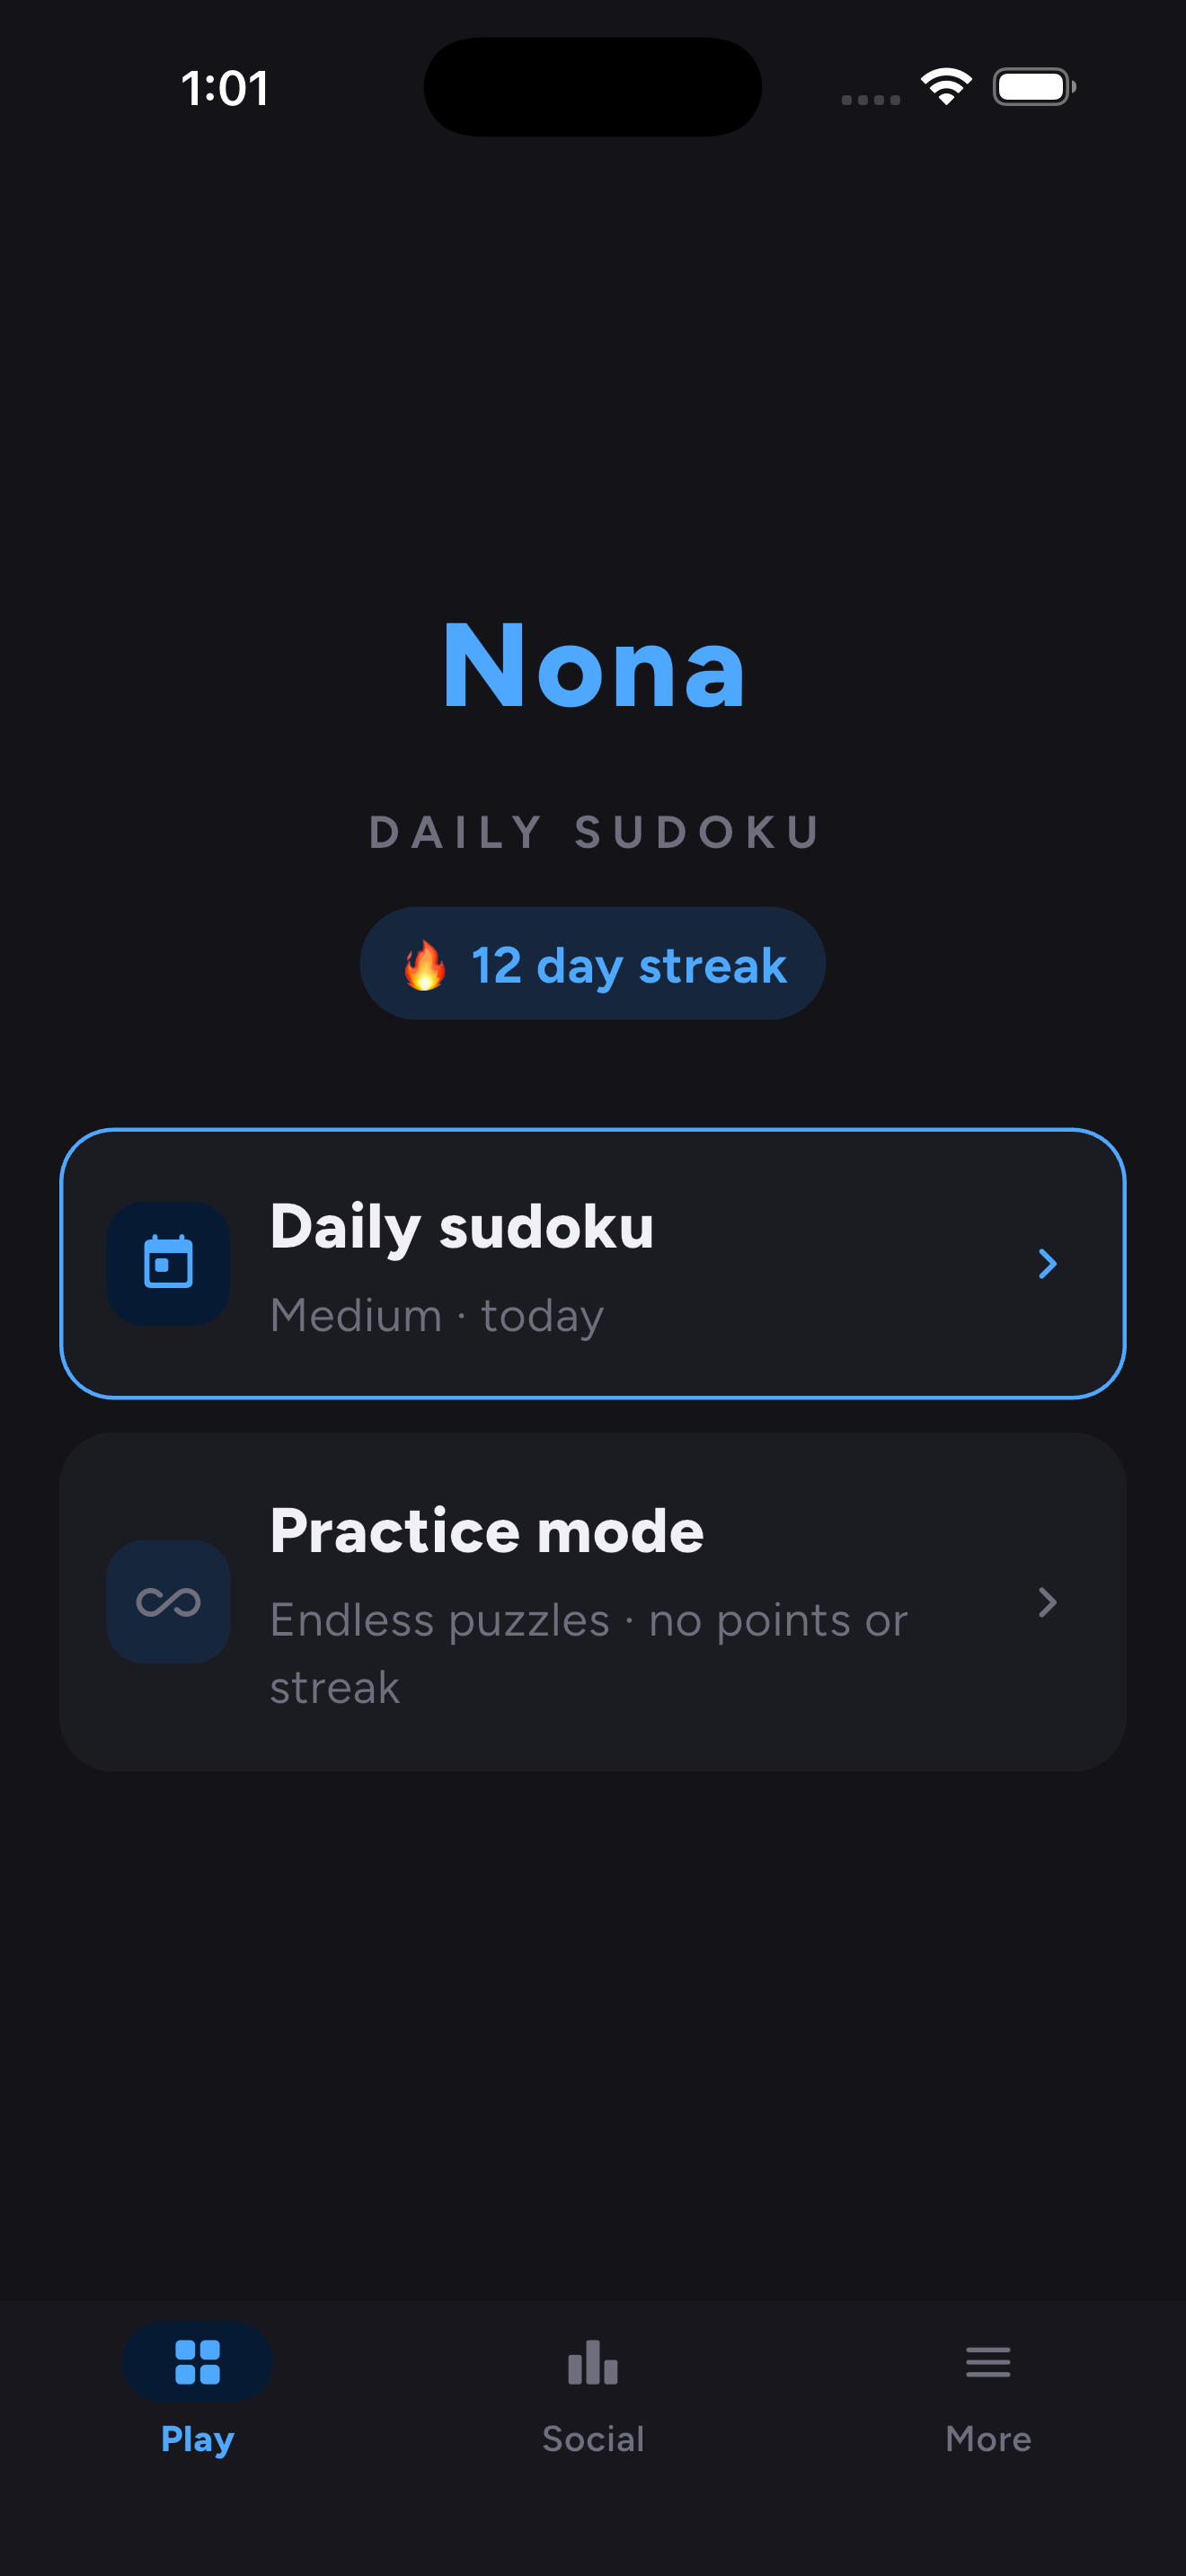 1:01
Nona
DAILY SUDOKU
🔥 12 day streak
Daily sudoku
Medium · today
Practice mode
Endless puzzles · no points or
streak
Play
Social
More